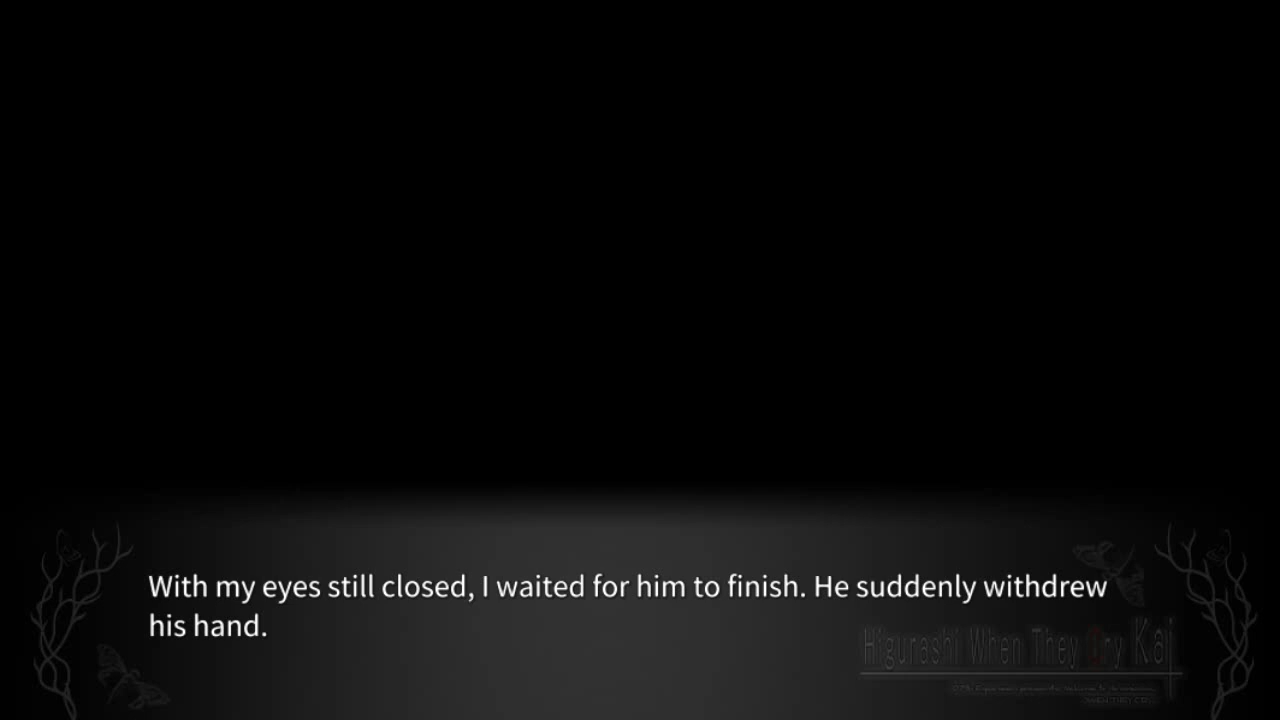 With my eyes still closed, I waited for him to finish. He suddenly withdrew
his hand.
Higurashi When They Cry Kai